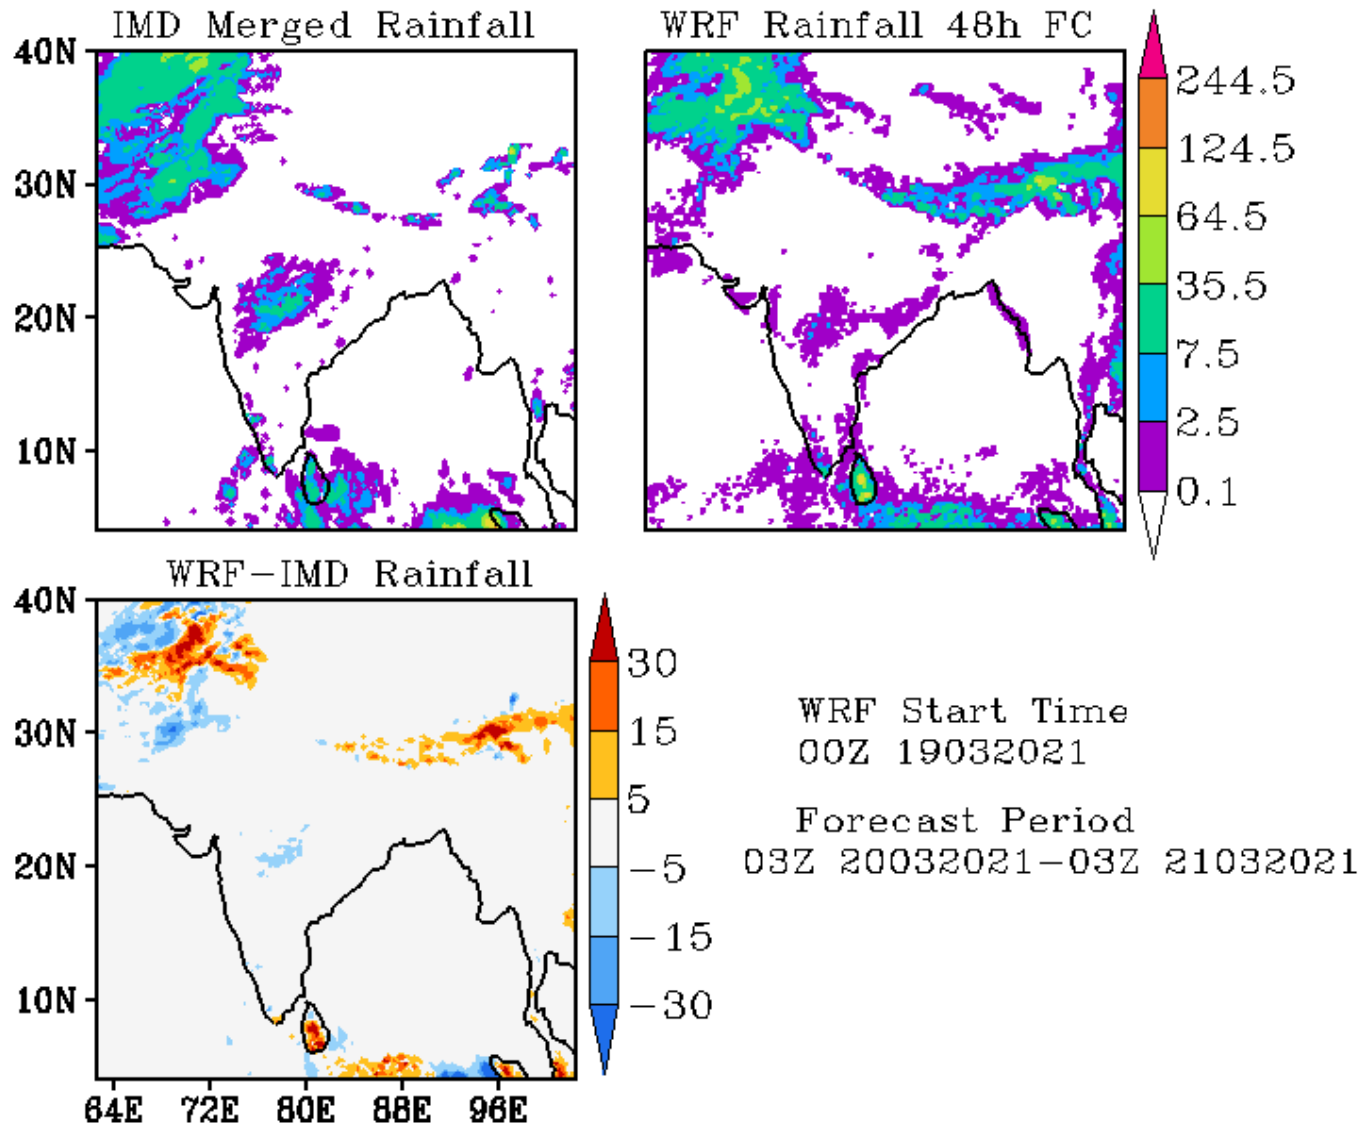 IMD Merged Rainfall
WRF Rainfall 48h FC
40N
30N
20N
10N
244.5
124.5
64.5
35.5
7.5
2.5
0.1
WRF-IMD Rainfall
40N
30N
20N
10N
64E 72E 80E 88E 96E
30
15
5
-5
-15
-30
WRF Start Time
00Z 19032021
Forecast Period
03Z 20032021-03Z 21032021